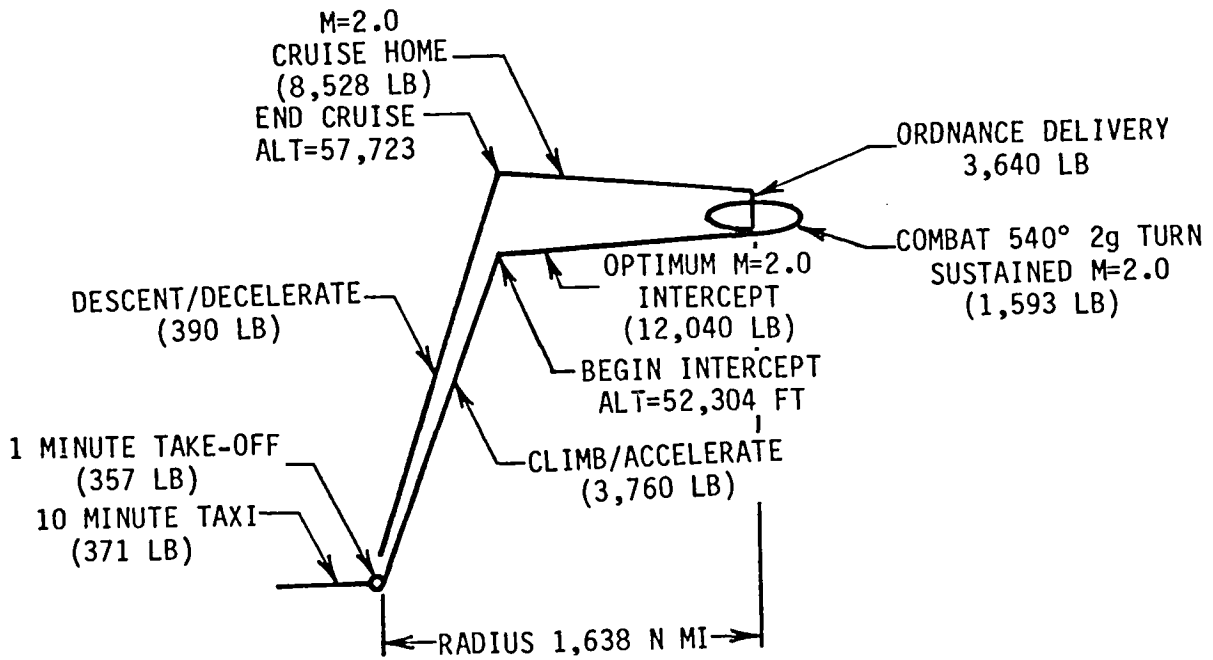 M=2.0
CRUISE HOME
(8,528 LB)
END CRUISE
ALT=57,723
ORDNANCE DELIVERY
3,640 LB
COMBAT 540° 2g TURN
SUSTAINED M=2.0
(1,593 LB)
OPTIMUM M=2.0
INTERCEPT
(12,040 LB)
DESCENT/DECELERATE
(390 LB)
BEGIN INTERCEPT
ALT=52,304 FT
CLIMB/ACCELERATE
(3,760 LB)
1 MINUTE TAKE-OFF
(357 LB)
10 MINUTE TAXI
(371 LB)
RADIUS 1,638 N MI